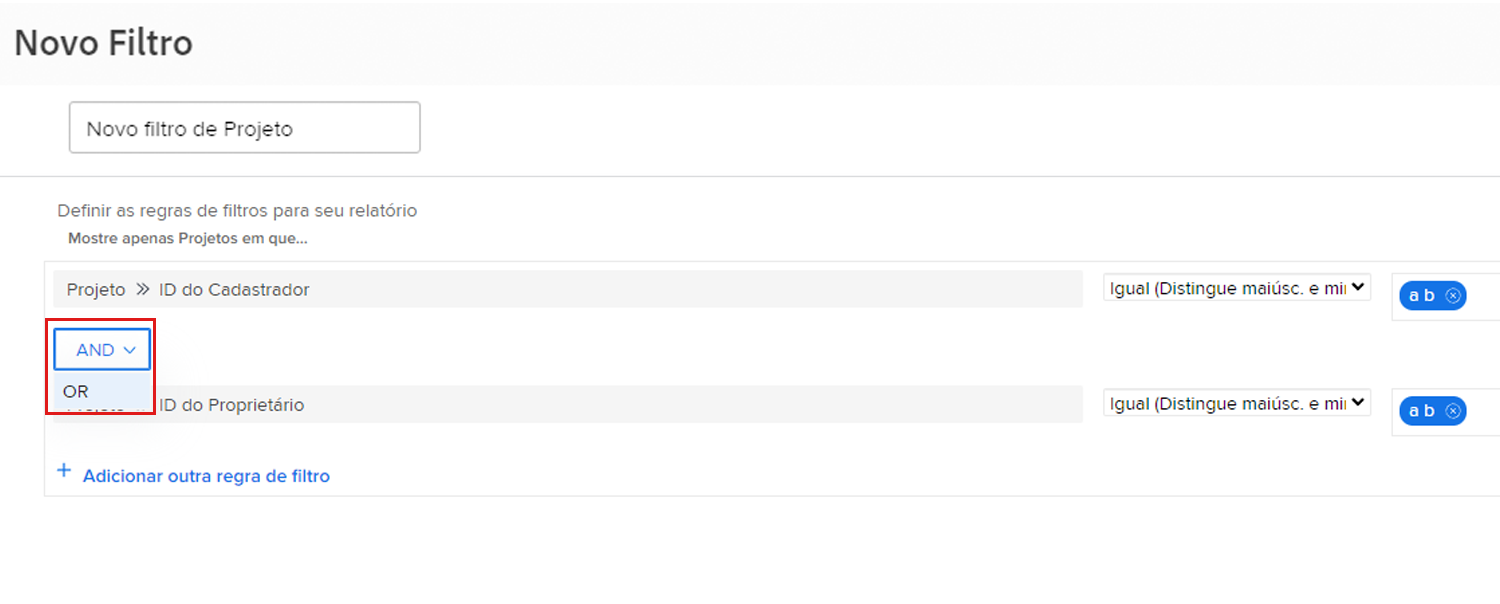 Novo Filtro
Novo filtro de Projeto
Definir as regras de filtros para seu relatório
Mostre apenas Projetos em que...
Projeto >> ID do Cadastrador Igual (Distingue maiúsc. e mi a b
AND
OR
ID do Proprietário Igual (Distingue maiúsc. e mi a b
+ Adicionar outra regra de filtro